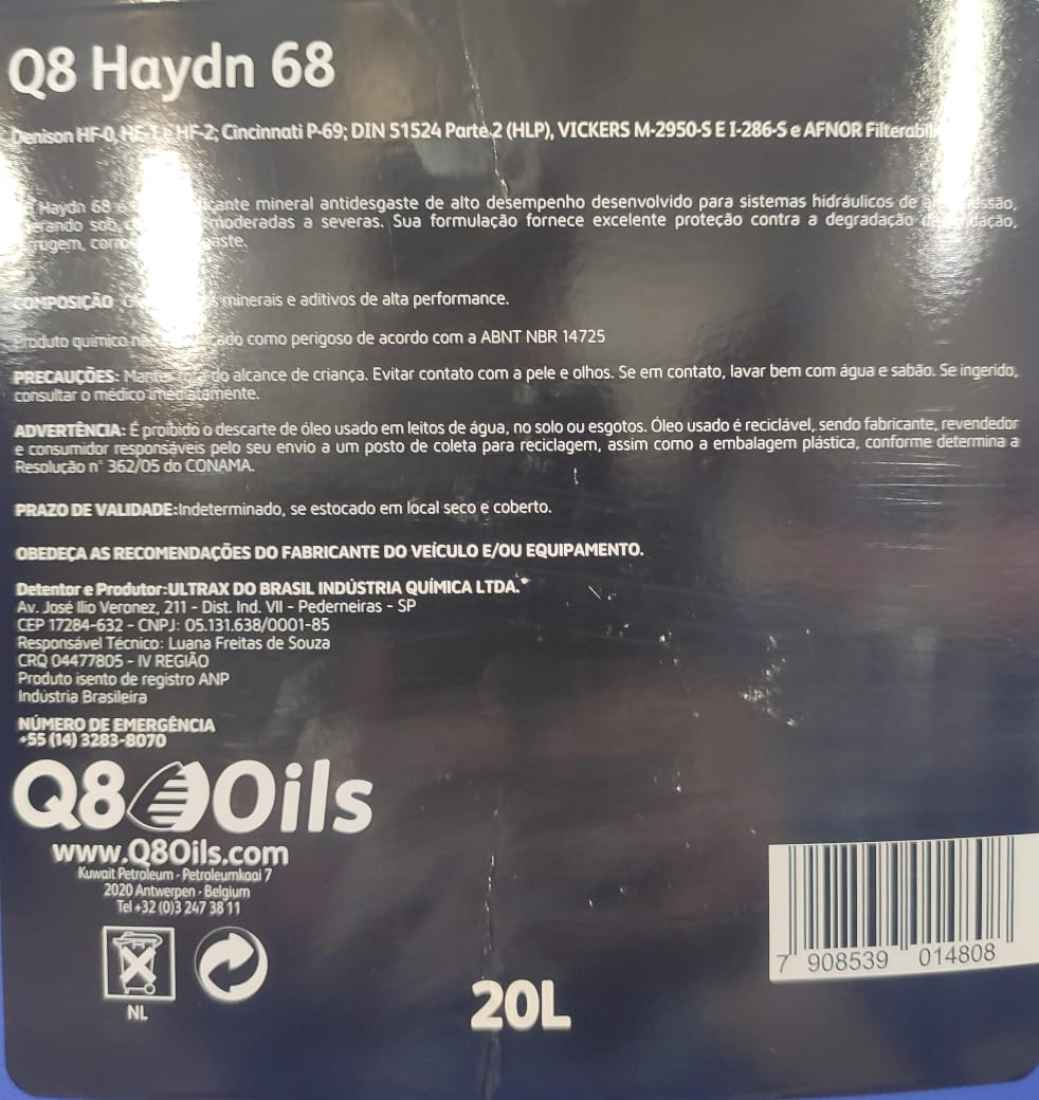 Q8 Haydn 68
Denison HF-0, HF-1 e HF-2; Cincinnati P-69; DIN 51524 Parte 2 (HLP), VICKERS M-2950-S E I-286-S e AFNOR
Haydn 68 é mineral antidesgaste de alto desempenho desenvolvido para sistemas hidráulicos de
sob moderadas a severas. Sua formulação fornece excelente proteção contra a degradação
COMPOSIÇÃO minerais e aditivos de alta performance.
Produto químico como perigoso de acordo com a ABNT NBR 14725
PRECAUÇÕES: do alcance de criança. Evitar contato com a pele e olhos. Se em contato, lavar bem com água e sabão. Se ingerido,
consultar o médico imediatamente.
ADVERTÊNCIA: É proibido o descarte de óleo usado em leitos de água, no solo ou esgotos. Óleo usado é reciclável, sendo fabricante, revendedor
e consumidor responsáveis pelo seu envio a um posto de coleta para reciclagem, assim como a embalagem plástica, conforme determina a
Resolução n° 362/05 do CONAMA.
PRAZO DE VALIDADE:Indeterminado, se estocado em local seco e coberto.
OBEDEÇA AS RECOMENDAÇÕES DO FABRICANTE DO VEÍCULO E/OU EQUIPAMENTO.
Detentor e Produtor:ULTRAX DO BRASIL INDÚSTRIA QUÍMICA LTDA.
Av. José Ilio Veronez, 211 - Dist. Ind. VII - Pederneiras - SP
CEP 17284-632 - CNPJ: 05.131.638/0001-85
Responsável Técnico: Luana Freitas de Souza
CRQ 04477805 - IV REGIÃO
Produto isento de registro ANP
Indústria Brasileira
NÚMERO DE EMERGÊNCIA
+55 (14) 3283-8070
Q8 Oils
www.Q8Oils.com
Kuwait Petroleum - Petroleumkaai 7
2020 Antwerpen - Belgium
Tel +32 (0)3 247 38 11
NL
20L
7 908539 014808